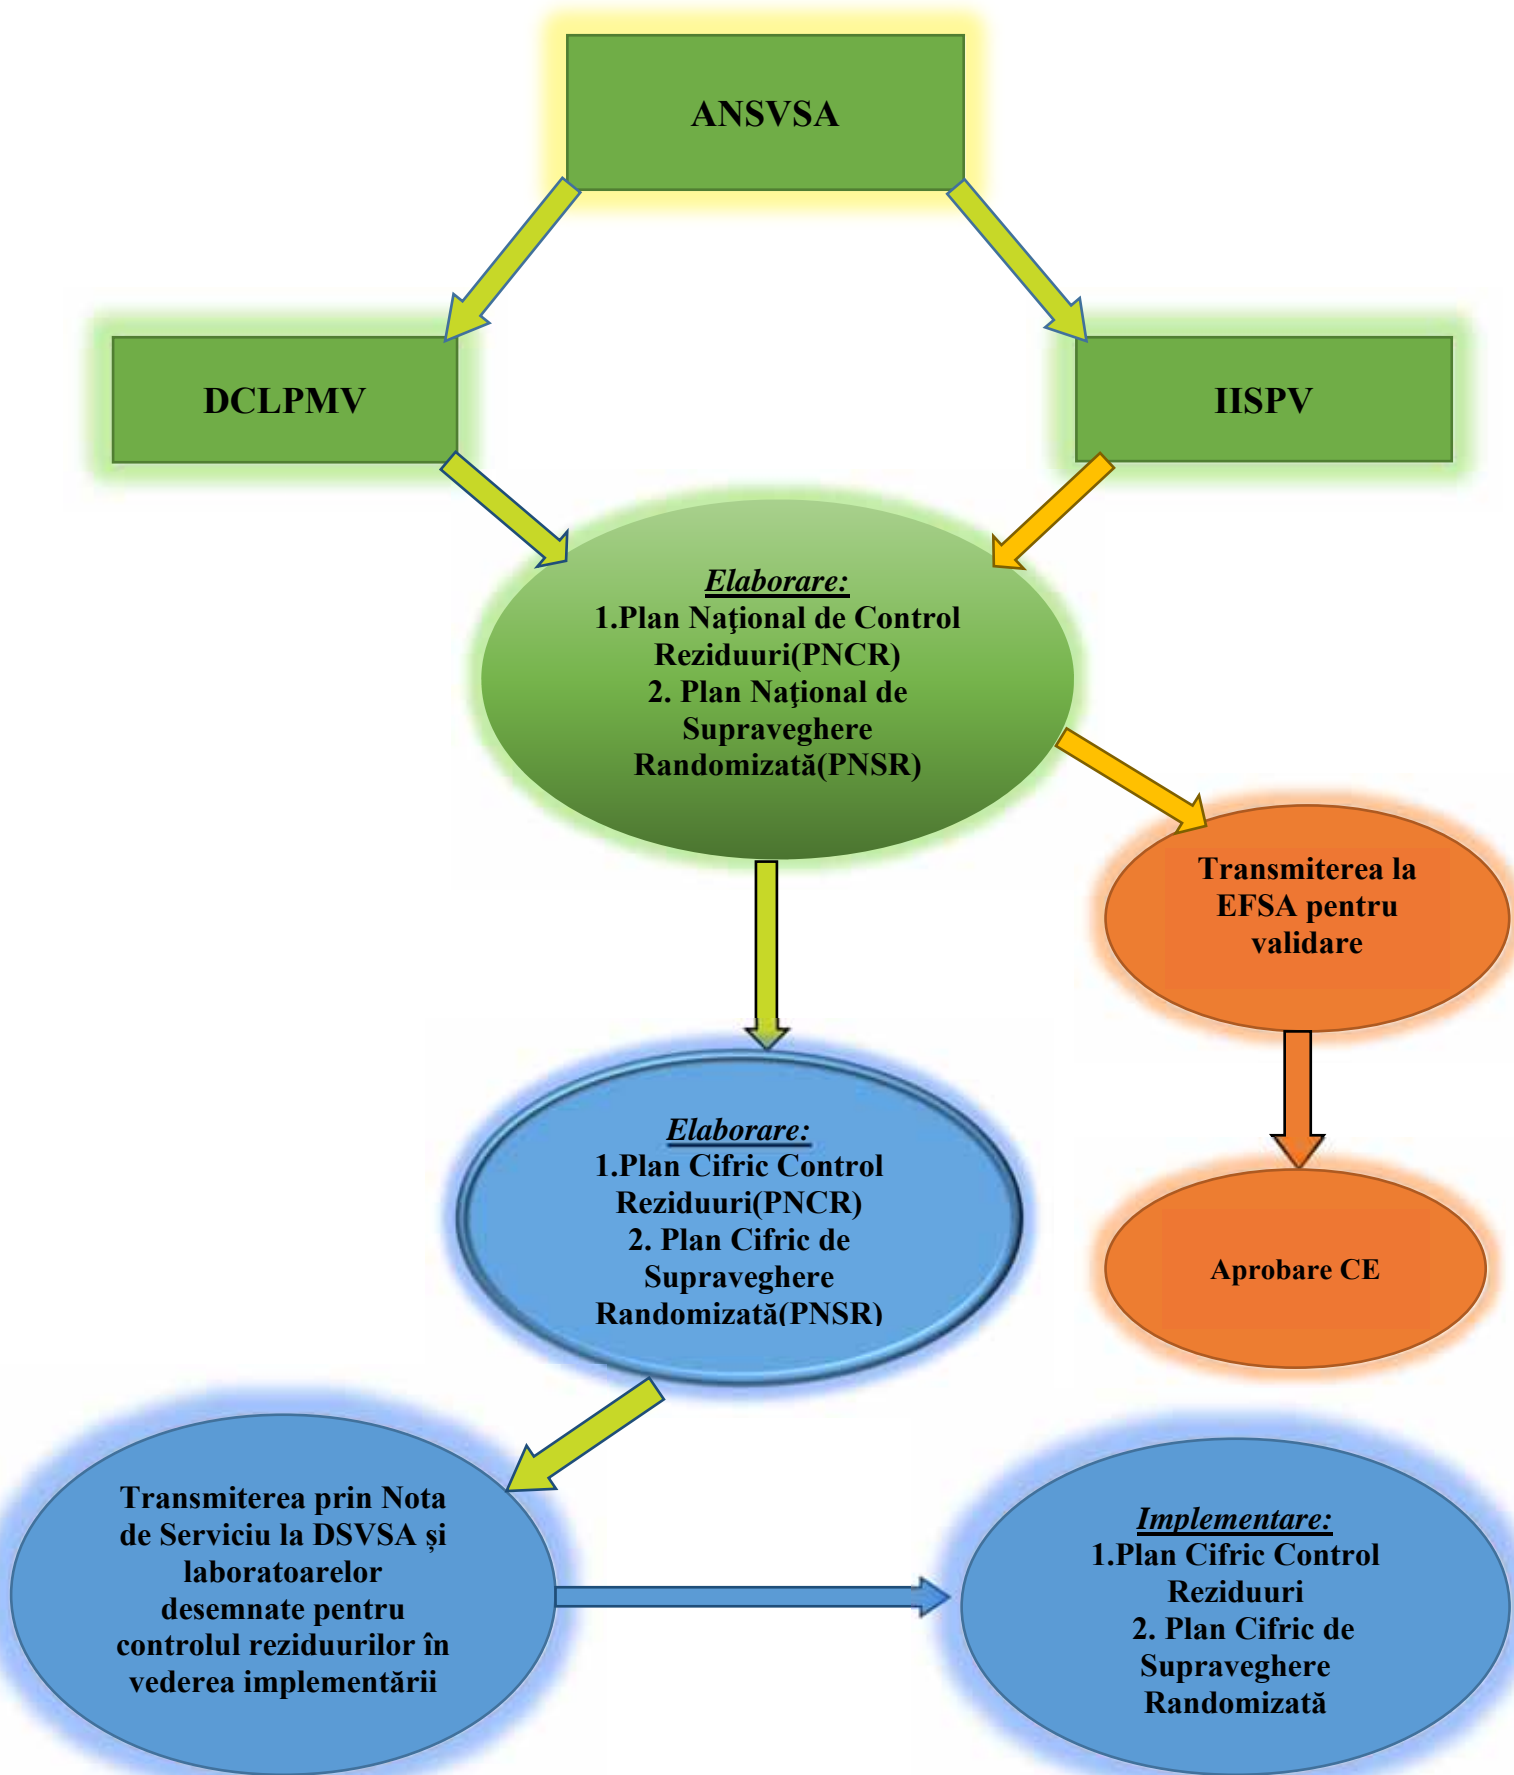 ANSVSA
DCLPMV
IISPV
Elaborare:
1.Plan Naţional de Control
Reziduuri(PNCR)
2. Plan Naţional de
Supraveghere
Randomizată(PNSR)
Transmiterea la
EFSA pentru
validare
Elaborare:
1.Plan Cifric Control
Reziduuri(PNCR)
2. Plan Cifric de
Supraveghere
Randomizată(PNSR)
Aprobare CE
Transmiterea prin Nota
de Serviciu la DSVSA și
laboratoarelor
desemnate pentru
controlul reziduurilor în
vederea implementării
Implementare:
1.Plan Cifric Control
Reziduuri
2. Plan Cifric de
Supraveghere
Randomizată